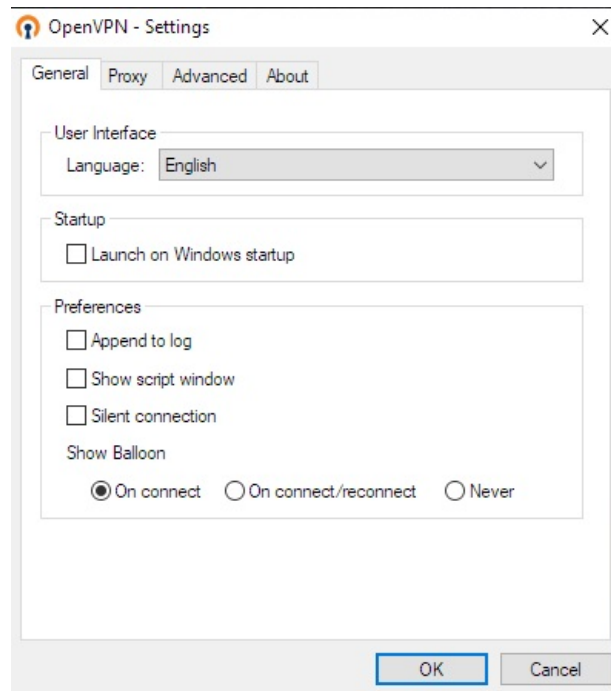 OpenVPN - Settings
General Proxy Advanced About
User Interface
Language: English
Startup
Launch on Windows startup
Preferences
Append to log
Show script window
Silent connection
Show Balloon
On connect On connect/reconnect Never
OK Cancel